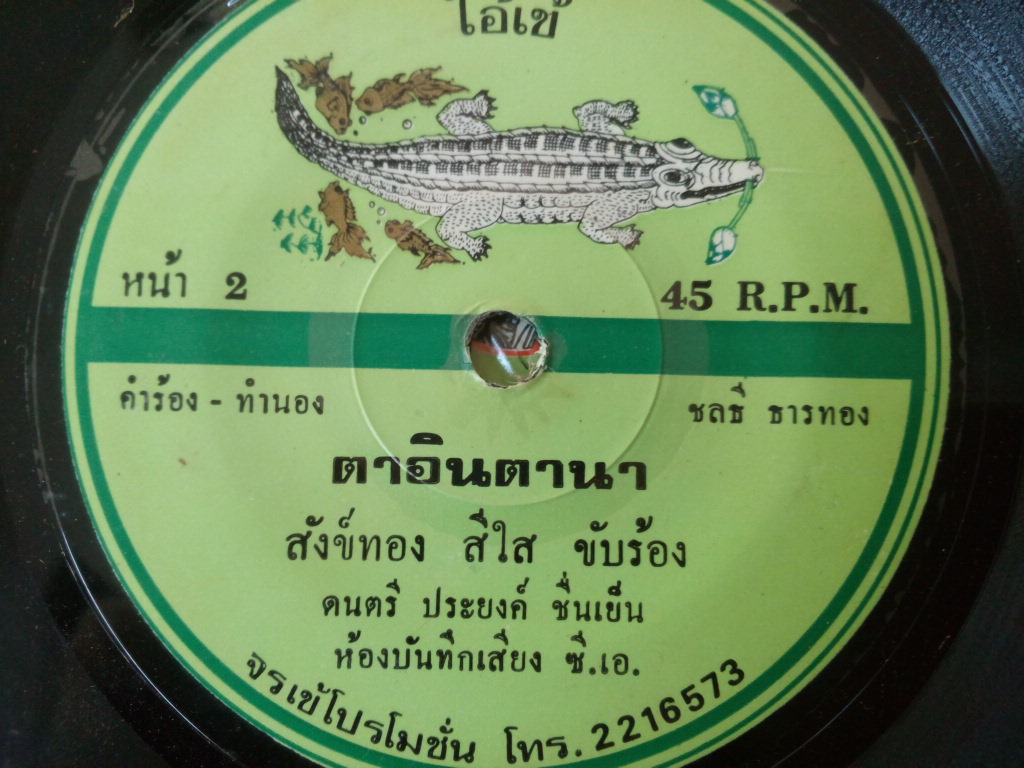 ไอ้เข้
หน้า 2 45 R.P.M.
คำร้อง - ทำนอง ชลธี ธารทอง
ตาอินตานา
สังข์ทอง สีใส ขับร้อง
ดนตรี ประยงค์ ชื่นเย็น
ห้องบันทึกเสียง ซี.เอ.
จรเข้โปรโมชั่น โทร. 2216573